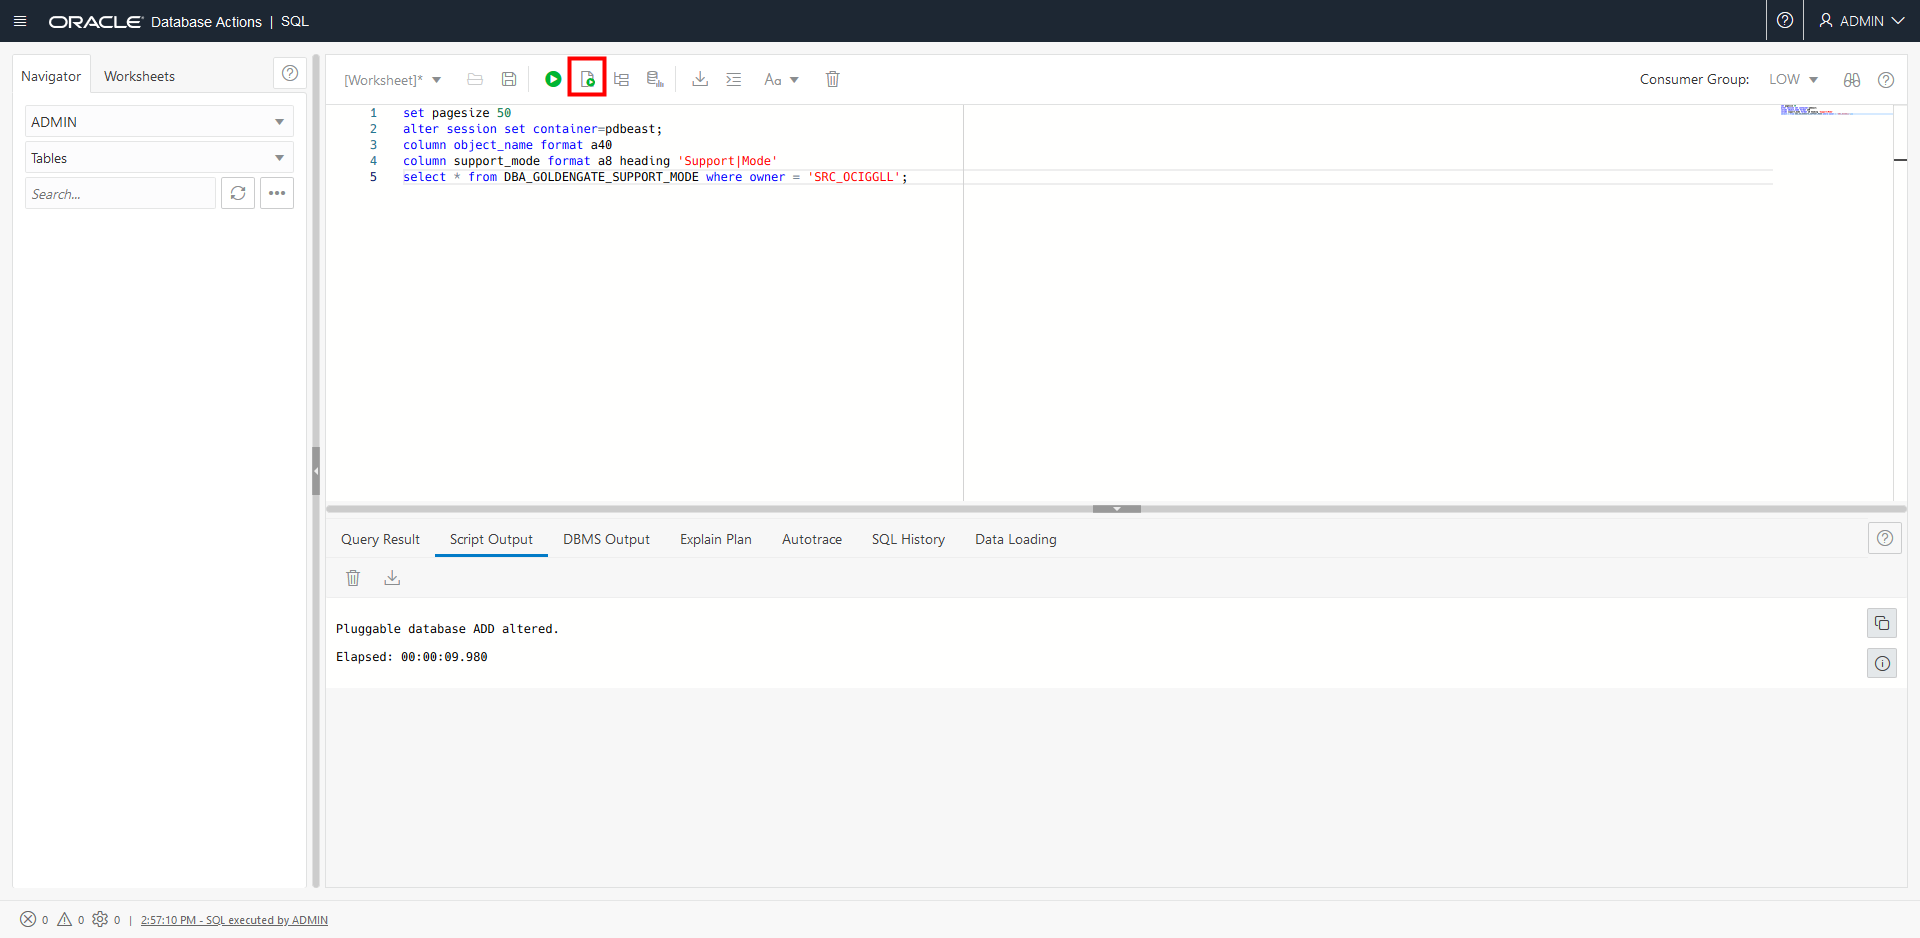 ORACLE Database Actions | SQL
ADMIN
Navigator
Worksheets
ADMIN
Tables
Search...
[Worksheet]*
Aa
Consumer Group: LOW
1 set pagesize 50
2 alter session set container=pdbeast;
3 column object_name format a40
4 column support_mode format a8 heading 'Support|Mode'
5 select * from DBA_GOLDENGATE_SUPPORT_MODE where owner = 'SRC_OCIGGLL';
Query Result
Script Output
DBMS Output
Explain Plan
Autotrace
SQL History
Data Loading
Pluggable database ADD altered.
Elapsed: 00:00:09.980
0 0 0 | 2:57:10 PM - SQL executed by ADMIN